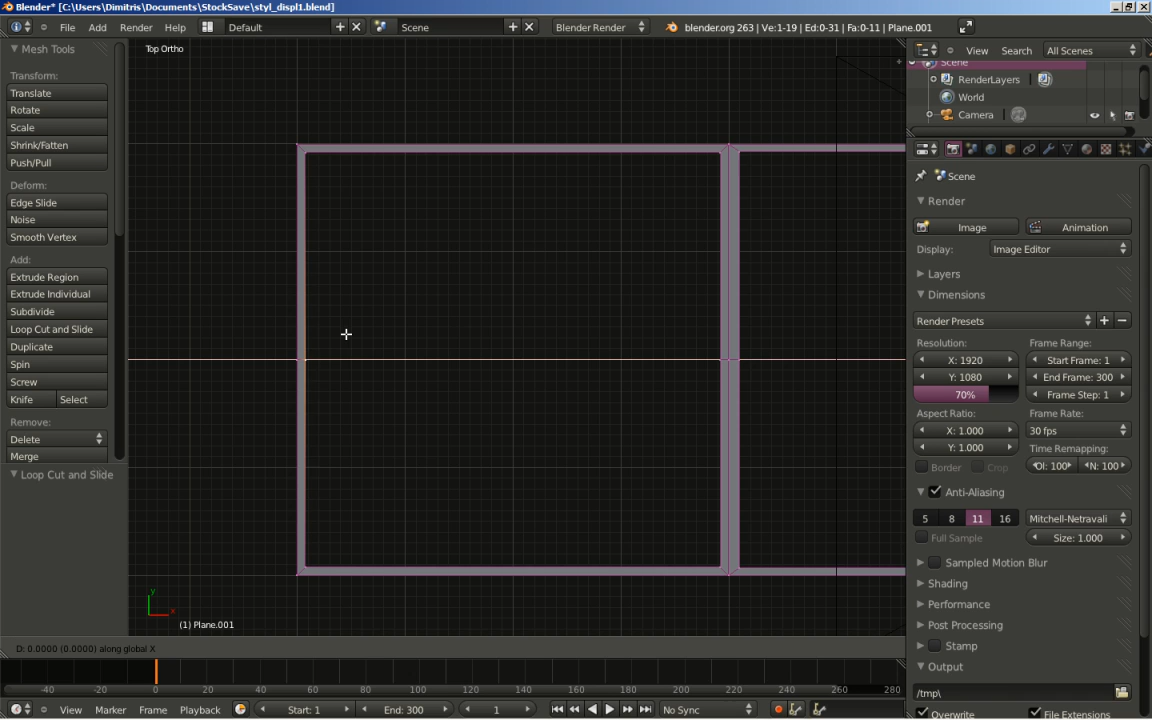 Blender* [C:\Users\Dimitris\Documents\StockSave\styl_displ1.blend]
File Add Render Help Default Scene Blender Render blender.org 263 | Ve:1-19 | Ed:0-31 | Fa:0-11 | Plane.001
Mesh Tools
Transform:
Translate
Rotate
Scale
Shrink/Fatten
Push/Pull
Deform:
Edge Slide
Noise
Smooth Vertex
Add:
Extrude Region
Extrude Individual
Subdivide
Loop Cut and Slide
Duplicate
Spin
Screw
Knife Select
Remove:
Delete
Merge
Loop Cut and Slide
Top Ortho
y
x
(1) Plane.001
D: 0.0000 (0.0000) along global X
View Search All Scenes
Scene
RenderLayers
World
Camera
Scene
Render
Image Animation
Display: Image Editor
Layers
Dimensions
Render Presets
Resolution: Frame Range:
X: 1920 Start Frame: 1
Y: 1080 End Frame: 300
70% Frame Step: 1
Aspect Ratio: Frame Rate:
X: 1.000 30 fps
Y: 1.000 Time Remapping:
Border Crop N: 100
Anti-Aliasing
5 8 11 16 Mitchell-Netravali
Full Sample Size: 1.000
Sampled Motion Blur
Shading
Performance
Post Processing
Stamp
Output
/tmp\
Overwrite File Extensions
-40 -20 0 20 40 60 80 100 120 140 160 180 200 220 240 260 280
View Marker Frame Playback Start: 1 End: 300 1 No Sync